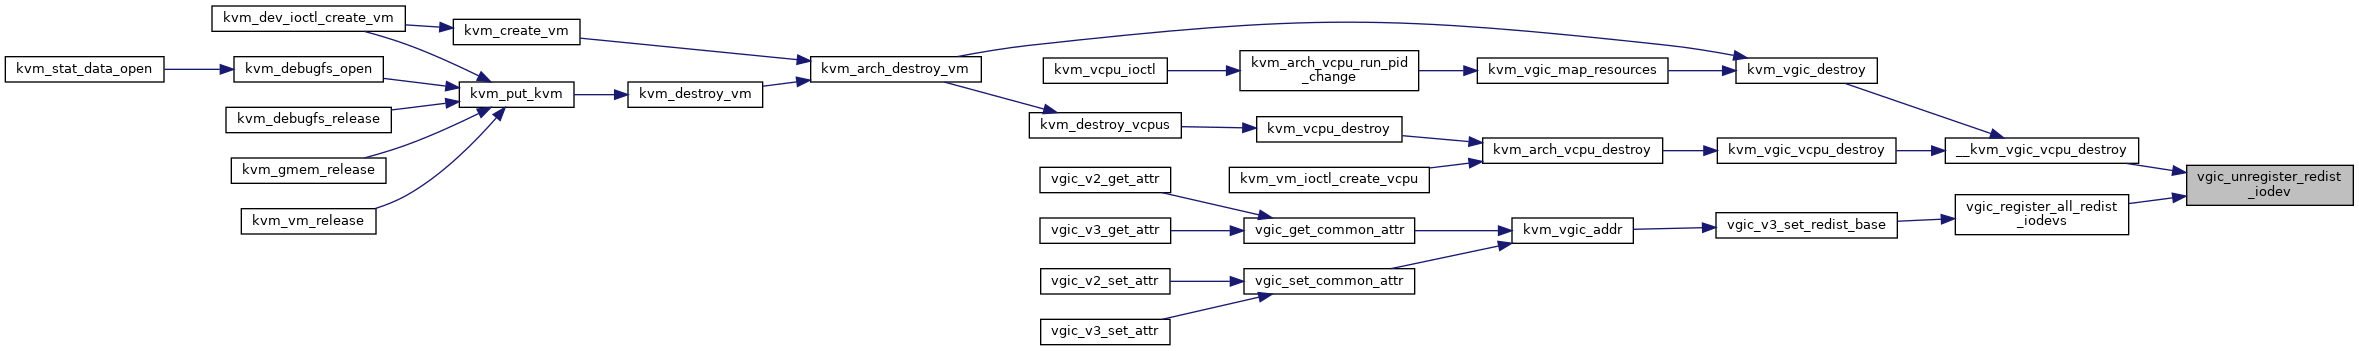 kvm_dev_ioctl_create_vm
kvm_create_vm
kvm_stat_data_open
kvm_debugfs_open
kvm_put_kvm
kvm_destroy_vm
kvm_arch_destroy_vm
kvm_debugfs_release
kvm_gmem_release
kvm_vm_release
kvm_vcpu_ioctl
kvm_arch_vcpu_run_pid
_change
kvm_vgic_map_resources
kvm_vgic_destroy
kvm_destroy_vcpus
kvm_vcpu_destroy
kvm_arch_vcpu_destroy
kvm_vgic_vcpu_destroy
__kvm_vgic_vcpu_destroy
vgic_unregister_redist
_iodev
vgic_v2_get_attr
kvm_vm_ioctl_create_vcpu
vgic_register_all_redist
_iodevs
vgic_v3_get_attr
vgic_get_common_attr
kvm_vgic_addr
vgic_v3_set_redist_base
vgic_v2_set_attr
vgic_set_common_attr
vgic_v3_set_attr